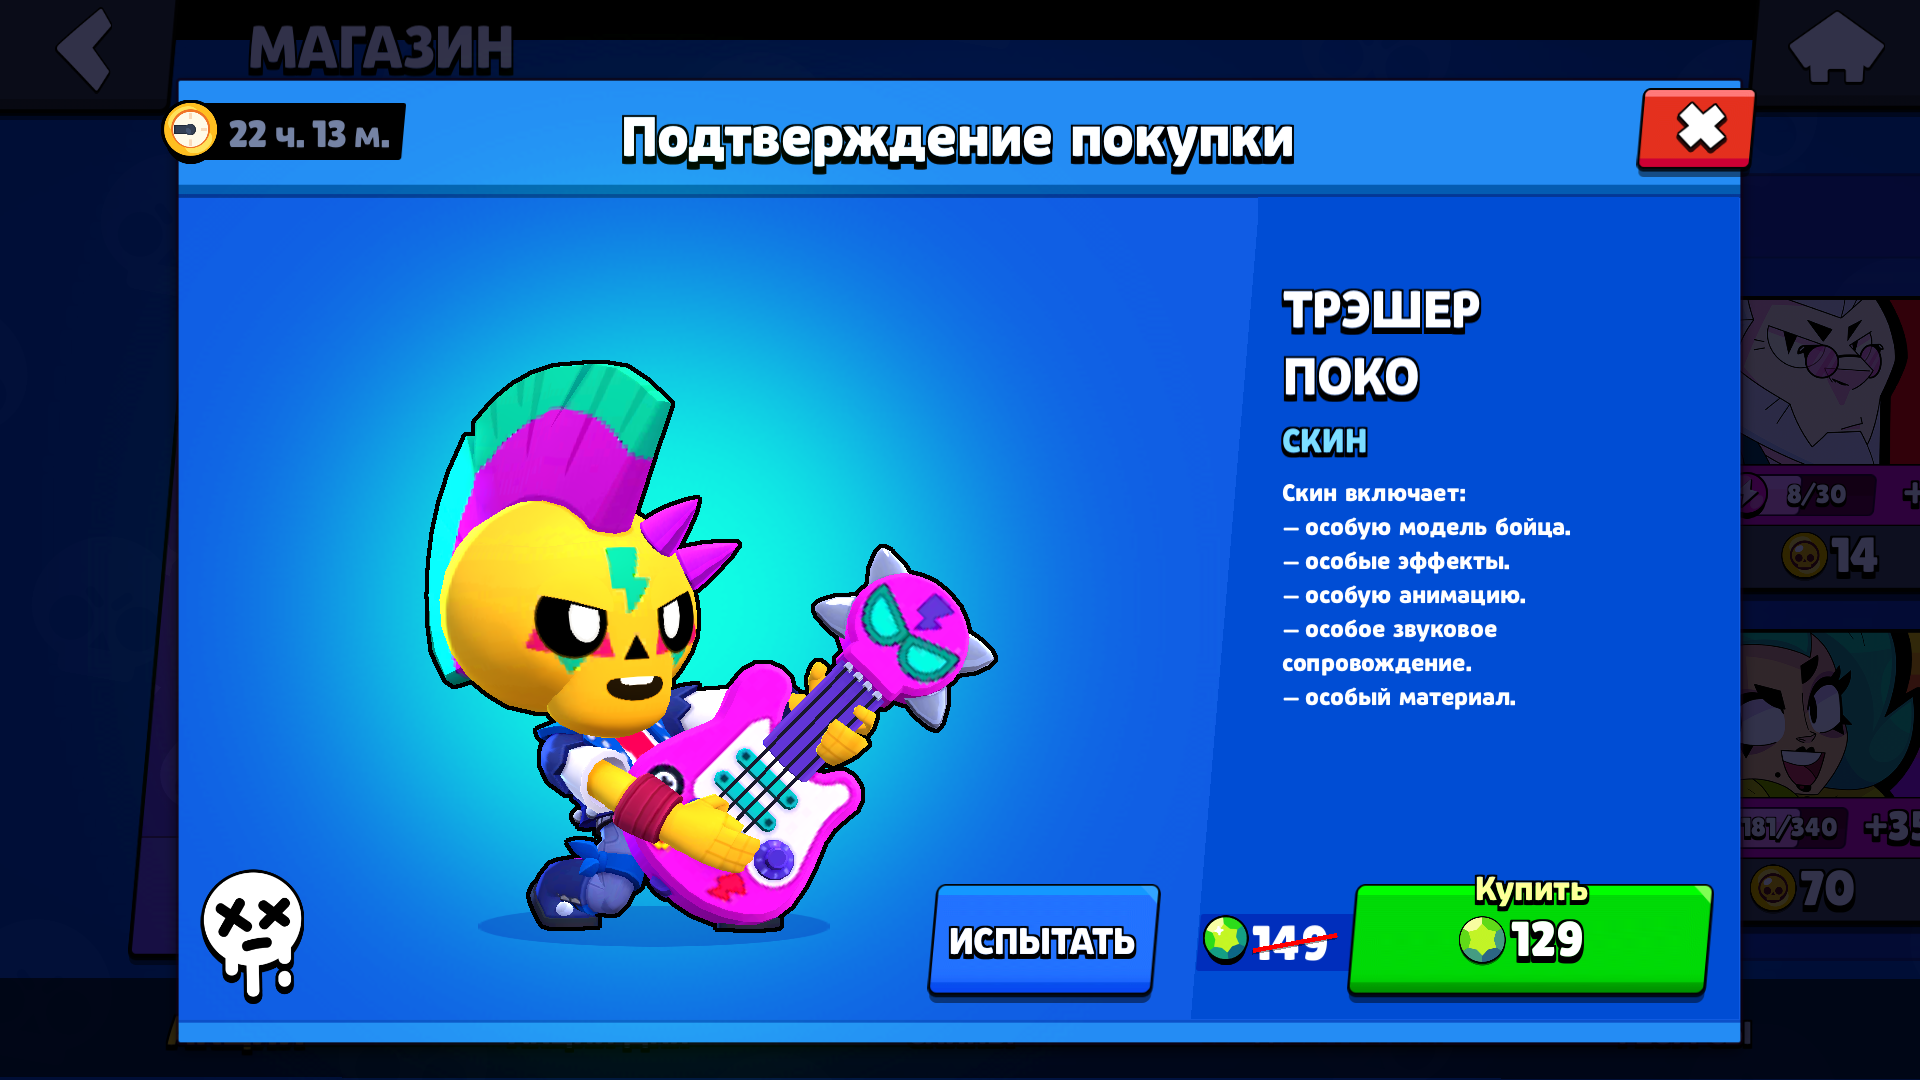 МАГАЗИН
22 ч. 13 м.
Подтверждение покупки
ТРЭШЕР
ПОКО
СКИН
Скин включает:
– особую модель бойца.
– особые эффекты.
– особую анимацию.
– особое звуковое
сопровождение.
– особый материал.
8/30
14
181/340
+35
70
ИСПЫТАТЬ
149
Купить
129